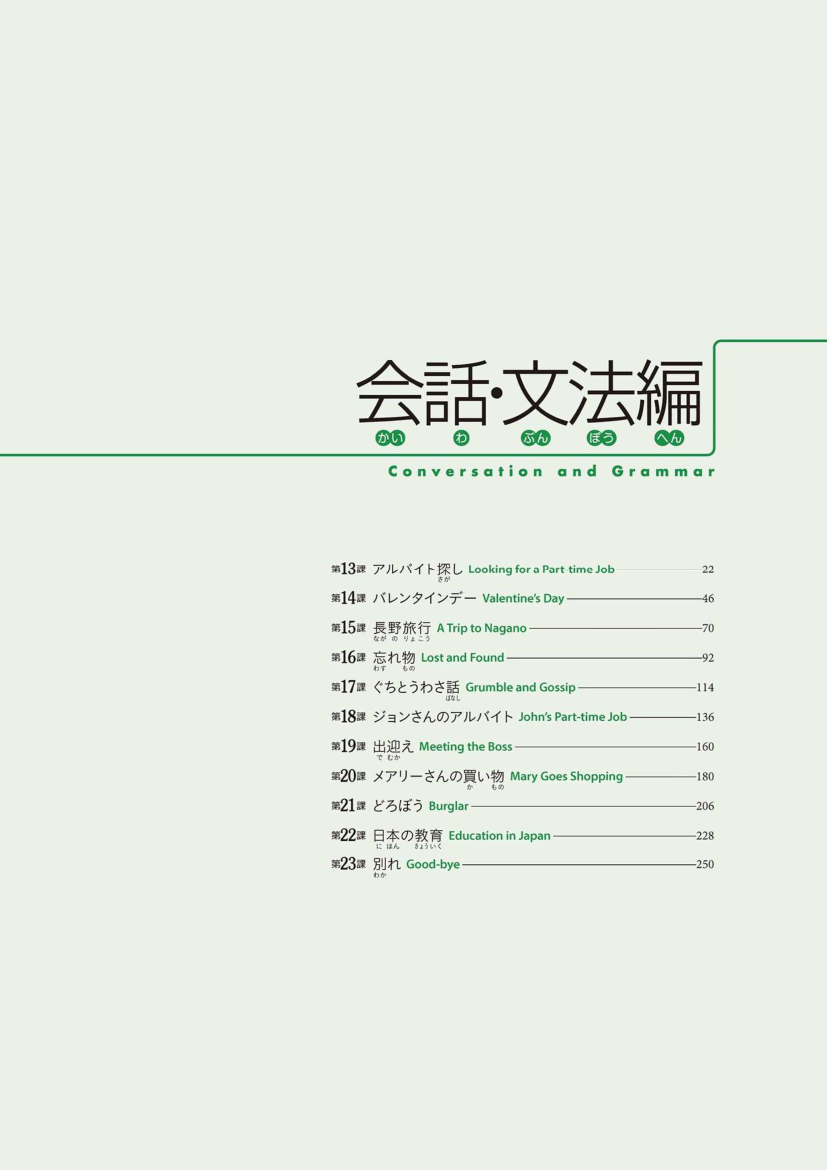 会話・文法編
かい わ ぶん ぽう へん
Conversation and Grammar
第13課 アルバイト探し Looking for a Part-time Job 22
さが
第14課 バレンタインデー Valentine's Day 46
第15課 長野旅行 A Trip to Nagano 70
なが の りょこう
第16課 忘れ物 Lost and Found 92
わす もの
第17課 ぐちとうわさ話 Grumble and Gossip 114
ばなし
第18課 ジョンさんのアルバイト John's Part-time Job 136
第19課 出迎え Meeting the Boss 160
で むか
第20課 メアリーさんの買い物 Mary Goes Shopping 180
か もの
第21課 どろぼう Burglar 206
第22課 日本の教育 Education in Japan 228
に ほん きょういく
第23課 別れ Good-bye 250
わか